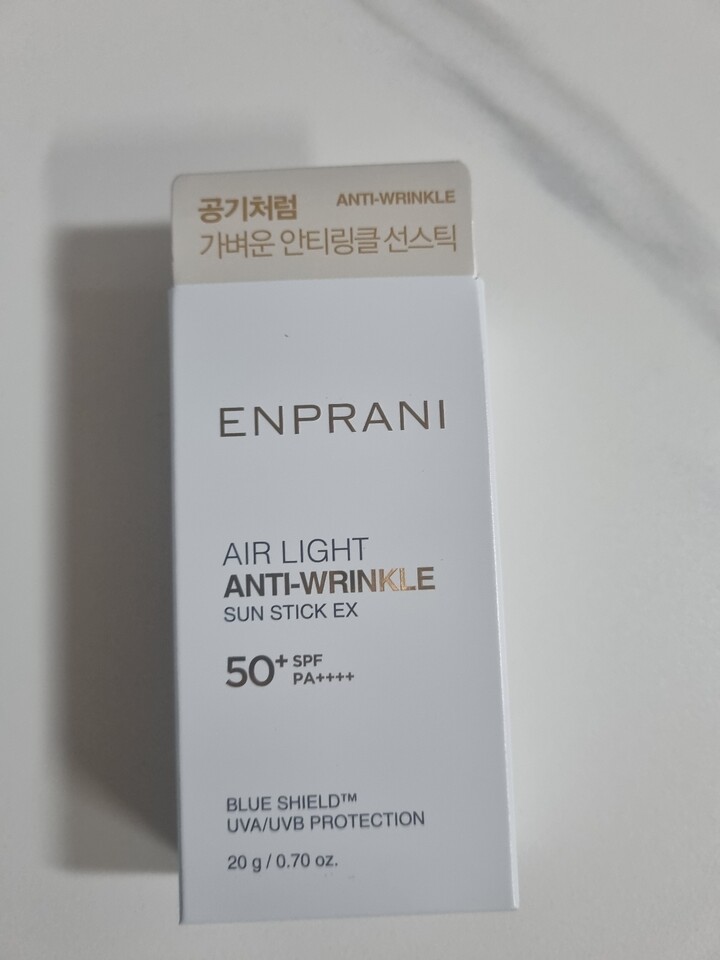 공기처럼 ANTI-WRINKLE
가벼운 안티링클 선스틱
ENPRANI
AIR LIGHT
ANTI-WRINKLE
SUN STICK EX
50+ SPF
PA++++
BLUE SHIELD™
UVA/UVB PROTECTION
20 g / 0.70 oz.